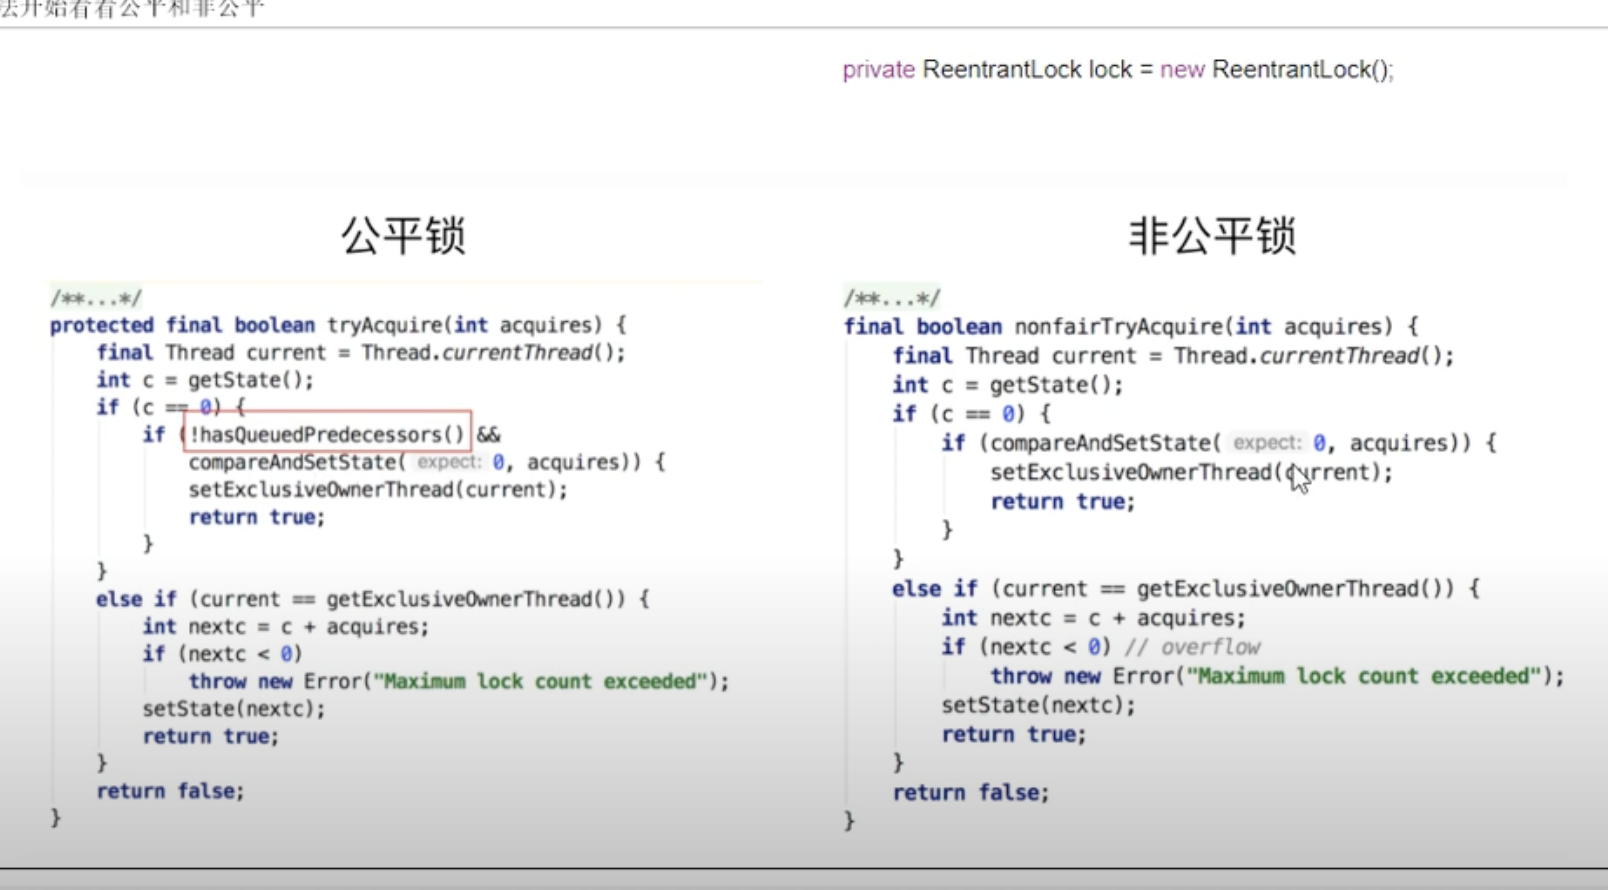 法开始看看公平和非公平
private ReentrantLock lock = new ReentrantLock();
公平锁
/**...*/
protected final boolean tryAcquire(int acquires) {
final Thread current = Thread.currentThread();
int c = getState();
if (c == 0) {
if (!hasQueuedPredecessors() &&
compareAndSetState( expect: 0, acquires)) {
setExclusiveOwnerThread(current);
return true;
}
}
else if (current == getExclusiveOwnerThread()) {
int nextc = c + acquires;
if (nextc < 0)
throw new Error("Maximum lock count exceeded");
setState(nextc);
return true;
}
return false;
}
非公平锁
/**...*/
final boolean nonfairTryAcquire(int acquires) {
final Thread current = Thread.currentThread();
int c = getState();
if (c == 0) {
if (compareAndSetState( expect: 0, acquires)) {
setExclusiveOwnerThread(current);
return true;
}
}
else if (current == getExclusiveOwnerThread()) {
int nextc = c + acquires;
if (nextc < 0) // overflow
throw new Error("Maximum lock count exceeded");
setState(nextc);
return true;
}
return false;
}